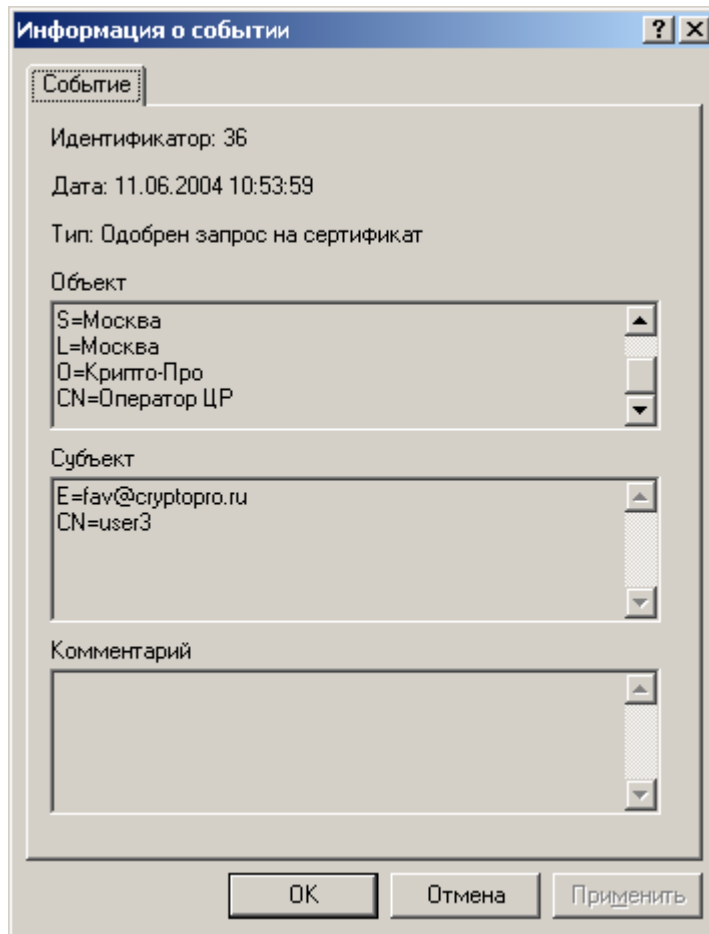 Информация о событии
Событие
Идентификатор: 36
Дата: 11.06.2004 10:53:59
Тип: Одобрен запрос на сертификат
Объект
S=Москва
L=Москва
O=Крипто-Про
CN=Оператор ЦР
Субъект
E=fav@cryptopro.ru
CN=user3
Комментарий
OK
Отмена
Применить